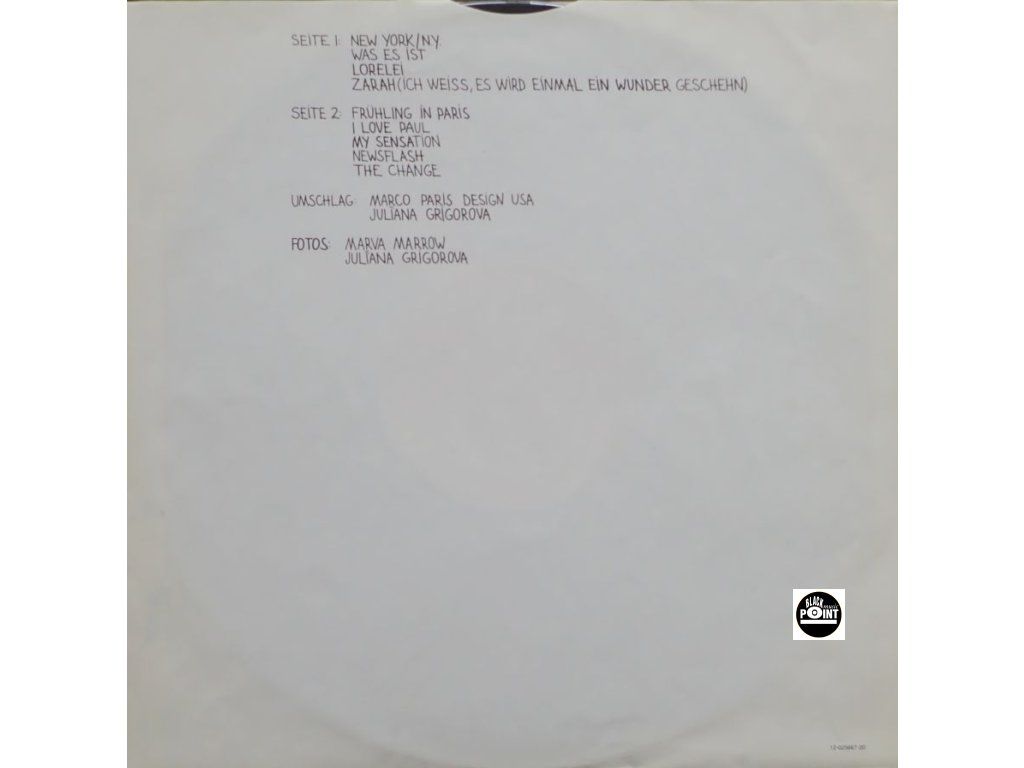 SEITE 1: NEW YORK/N.Y.
WAS ES IST
LORELEI
ZARAH (ICH WEISS, ES WIRD EINMAL EIN WUNDER GESCHEHN)
SEITE 2: FRÜHLING IN PARIS
I LOVE PAUL
MY SENSATION
NEWSFLASH
THE CHANGE
UMSCHLAG: MARCO PARIS DESIGN USA
JULIANA GRIGOROVA
FOTOS: MARVA MARROW
JULIANA GRIGOROVA
BLACK music
POINT